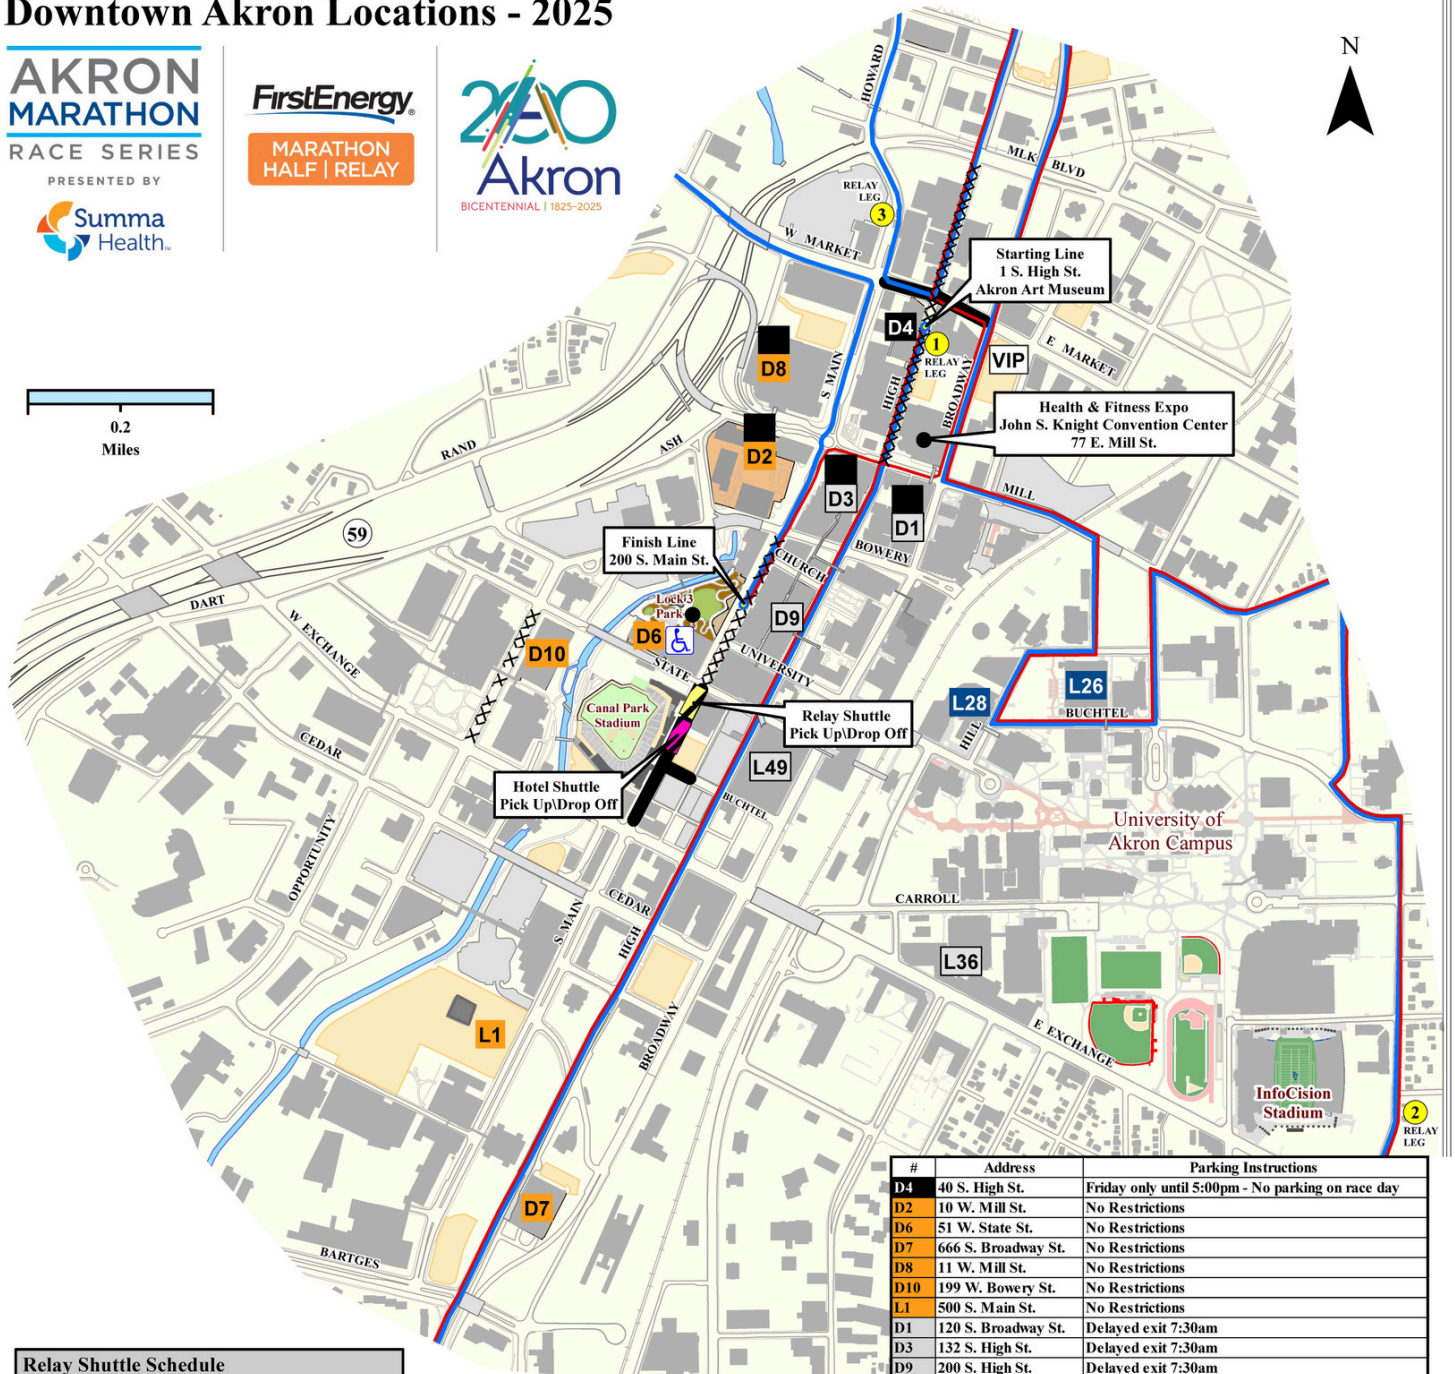 Downtown Akron Locations - 2025
AKRON
MARATHON
RACE SERIES
PRESENTED BY
Summa
Health
FirstEnergy
MARATHON
HALF | RELAY
200
Akron
BICENTENNIAL | 1825-2025
N
0.2
Miles
HOWARD
MLK BLVD
RELAY
LEG
3
W MARKET
Starting Line
1 S. High St.
Akron Art Museum
D4
1
RELAY
LEG
VIP
E MARKET
D8
S MAIN
HIGH
BROADWAY
Health & Fitness Expo
John S. Knight Convention Center
77 E. Mill St.
RAND
ASH
D2
D3
D1
MILL
59
Finish Line
200 S. Main St.
CHURCH
BOWERY
DART
W EXCHANGE
Lock 3
Park
D6
D9
D10
STATE
UNIVERSITY
L26
L28
BUCHTEL
HILL
Canal Park
Stadium
Relay Shuttle
Pick Up\Drop Off
CEDAR
L49
Hotel Shuttle
Pick Up\Drop Off
BUCHTEL
University of
Akron Campus
OPPORTUNITY
CEDAR
CARROLL
S MAIN
HIGH
L36
L1
BROADWAY
E EXCHANGE
InfoCision
Stadium
2
RELAY
LEG
D7
BARTGES
# Address Parking Instructions
D4 40 S. High St. Friday only until 5:00pm - No parking on race day
D2 10 W. Mill St. No Restrictions
D6 51 W. State St. No Restrictions
D7 666 S. Broadway St. No Restrictions
D8 11 W. Mill St. No Restrictions
D10 199 W. Bowery St. No Restrictions
L1 500 S. Main St. No Restrictions
D1 120 S. Broadway St. Delayed exit 7:30am
D3 132 S. High St. Delayed exit 7:30am
D9 200 S. High St. Delayed exit 7:30am
Relay Shuttle Schedule